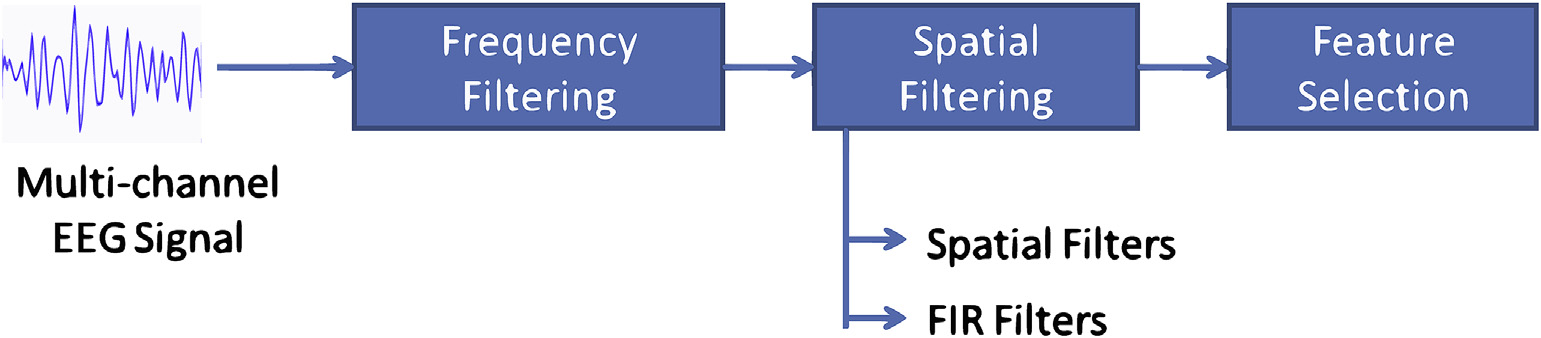 Multi-channel
EEG Signal
Frequency
Filtering
Spatial
Filtering
Feature
Selection
Spatial Filters
FIR Filters